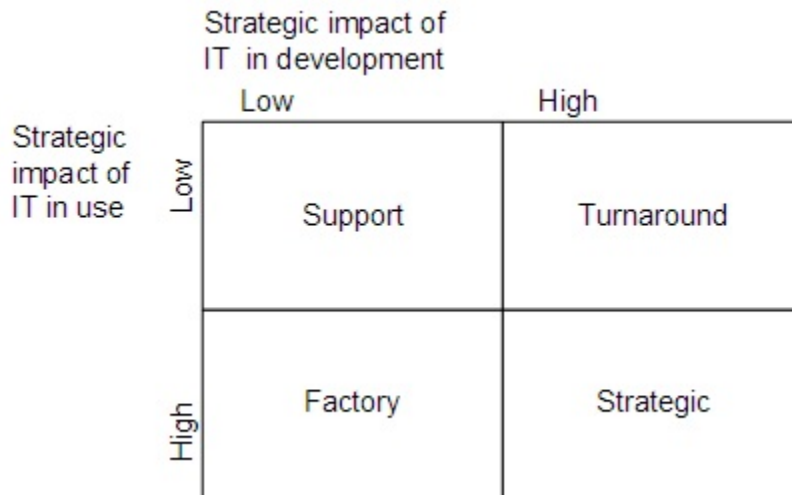 Strategic impact of
IT in development
Low High
Strategic
impact of
IT in use
Low
Support Turnaround
High
Factory Strategic